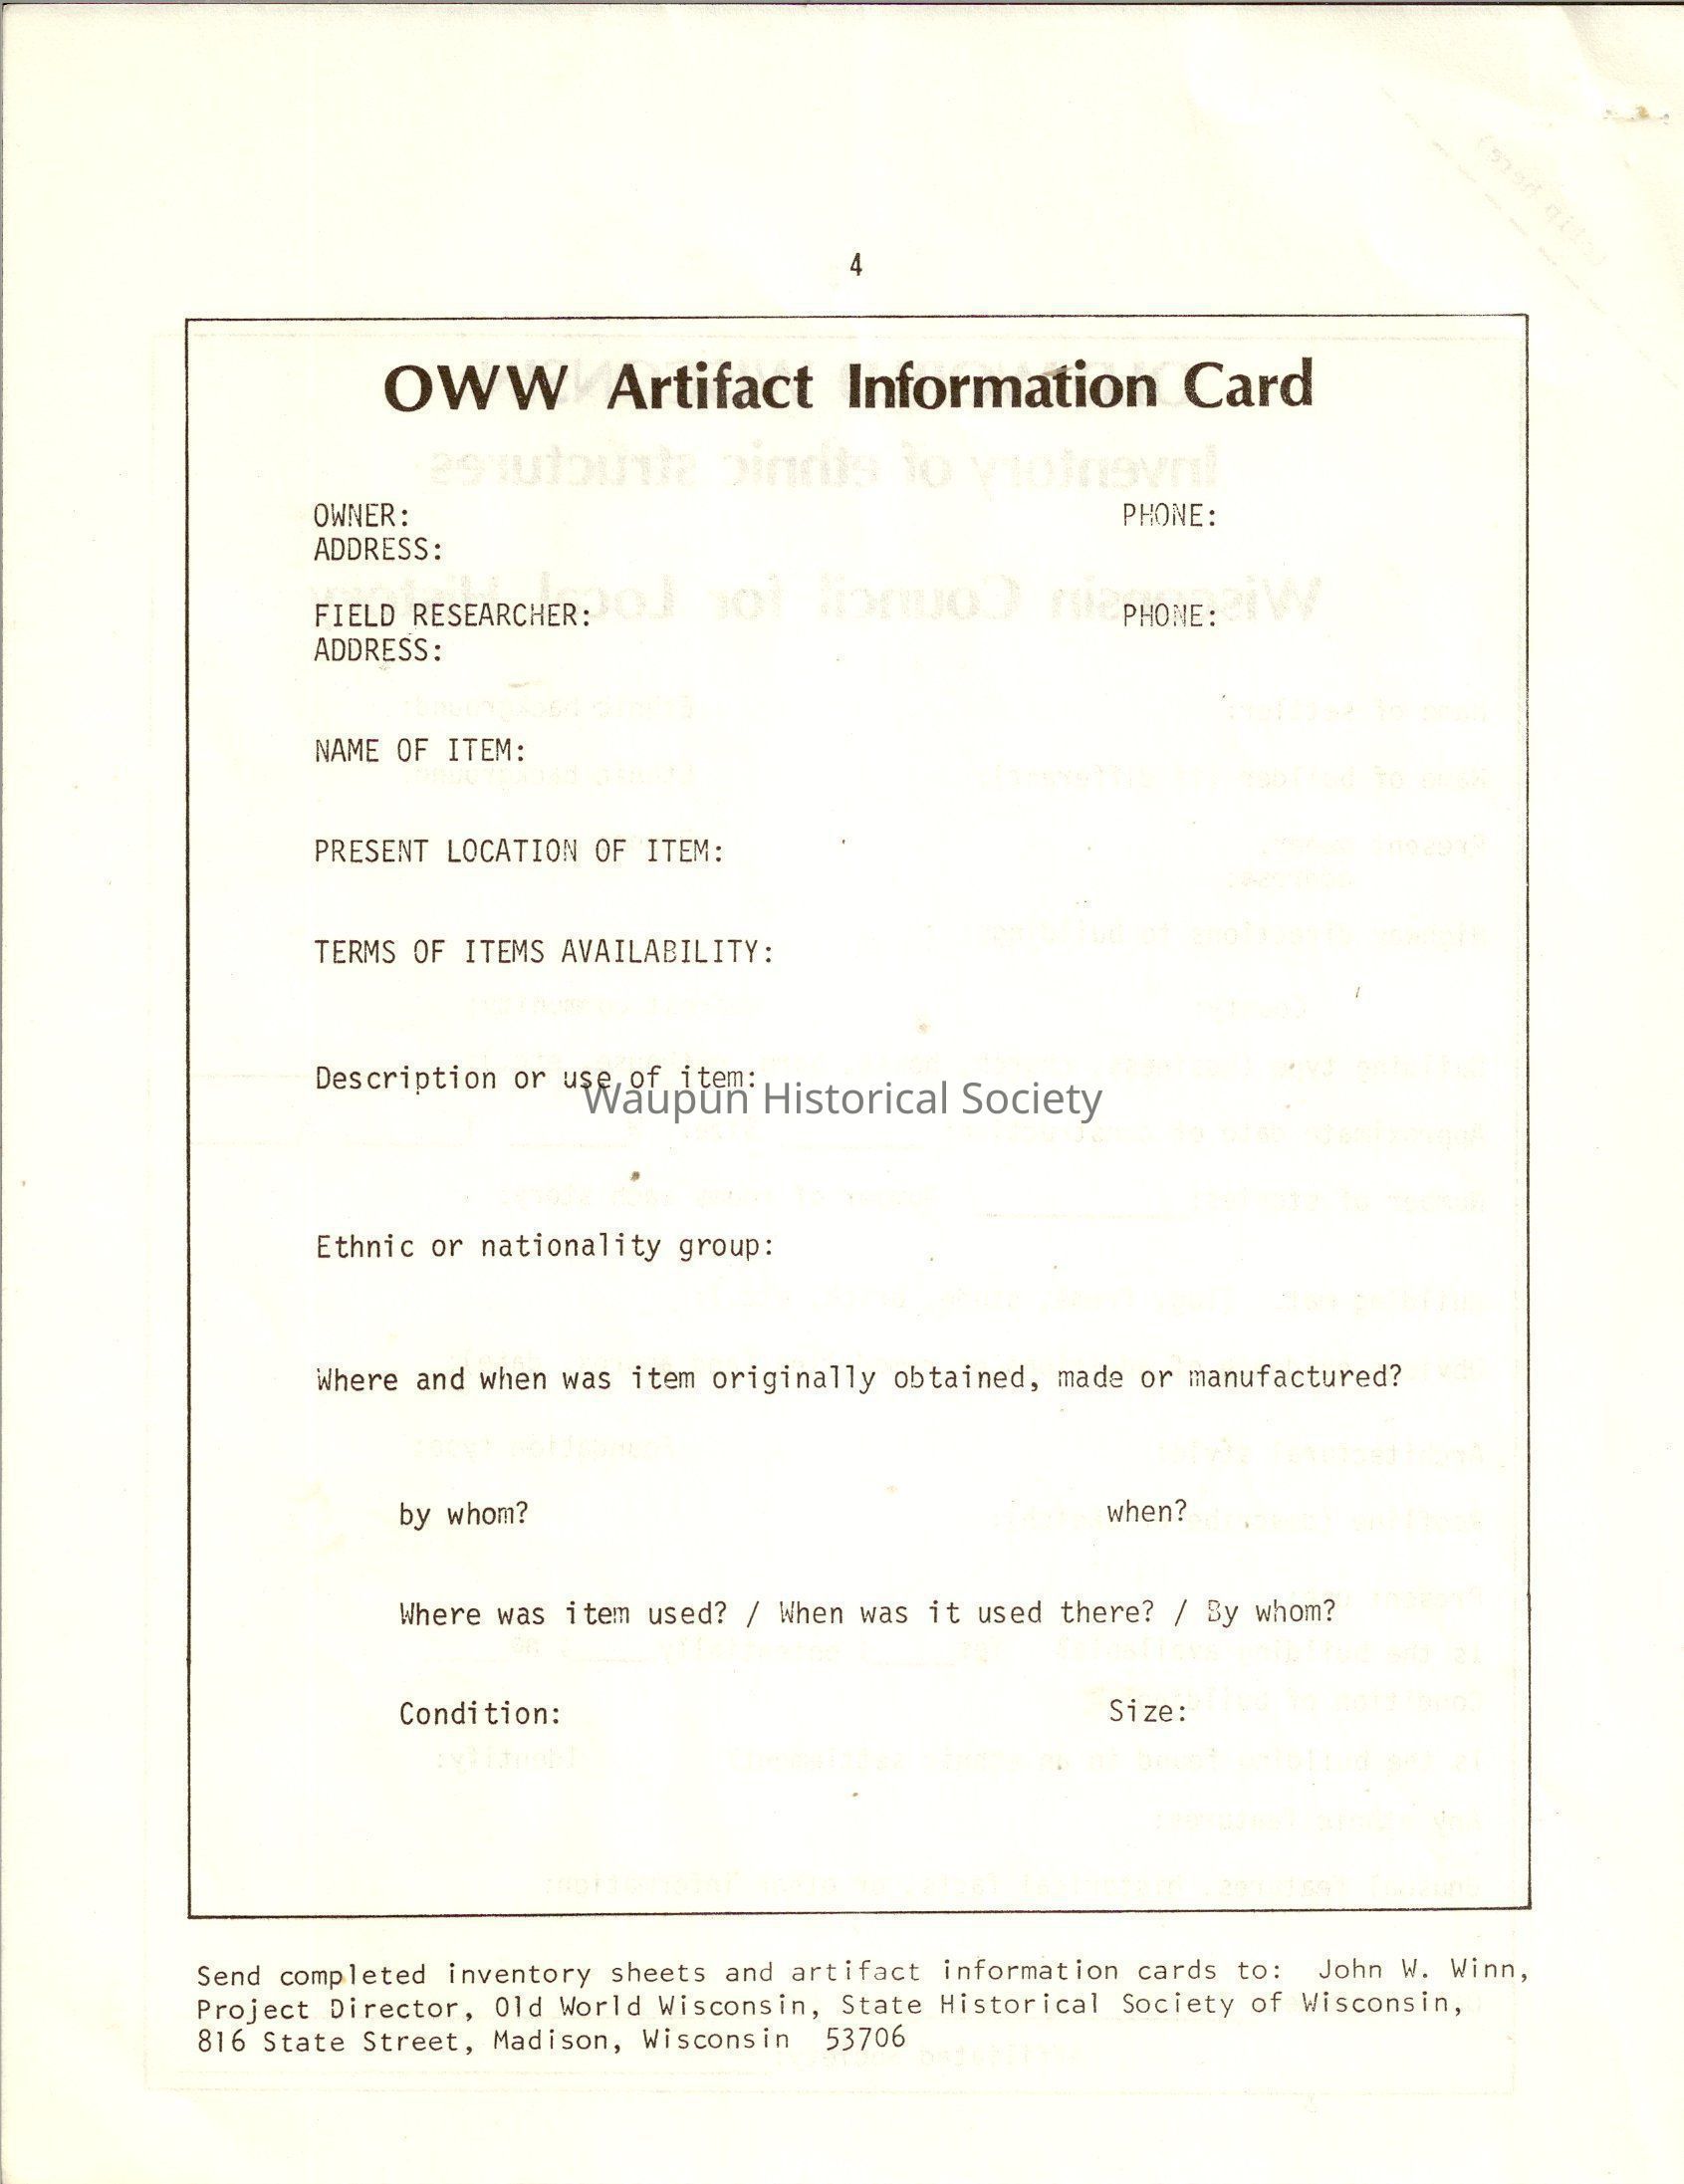 4
OWW Artifact Information Card
OWNER: PHONE:
ADDRESS:
FIELD RESEARCHER: PHONE:
ADDRESS:
NAME OF ITEM:
PRESENT LOCATION OF ITEM:
TERMS OF ITEMS AVAILABILITY:
Description or use of item:
Waupun Historical Society
Ethnic or nationality group:
Where and when was item originally obtained, made or manufactured?
by whom? when?
Where was item used? / When was it used there? / By whom?
Condition: Size:
Send completed inventory sheets and artifact information cards to: John W. Winn,
Project Director, Old World Wisconsin, State Historical Society of Wisconsin,
816 State Street, Madison, Wisconsin 53706